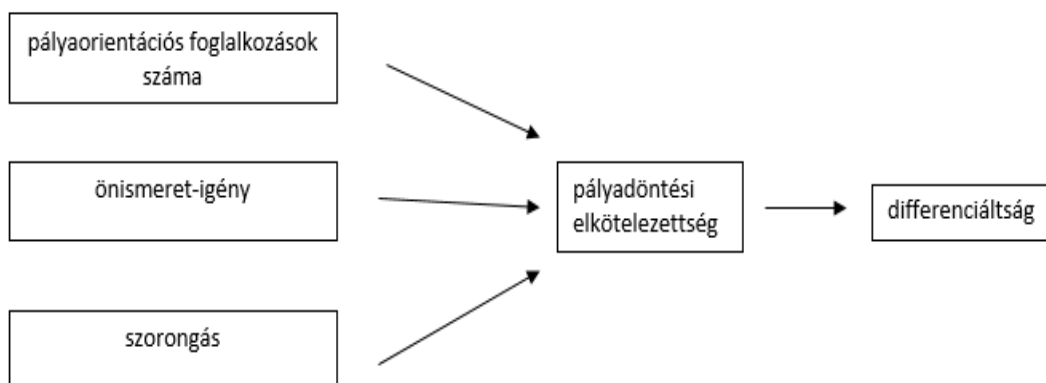 pályaorientációs foglalkozások
száma
önismeret-igény
pályadöntési
elkötelezettség
differenciáltság
szorongás